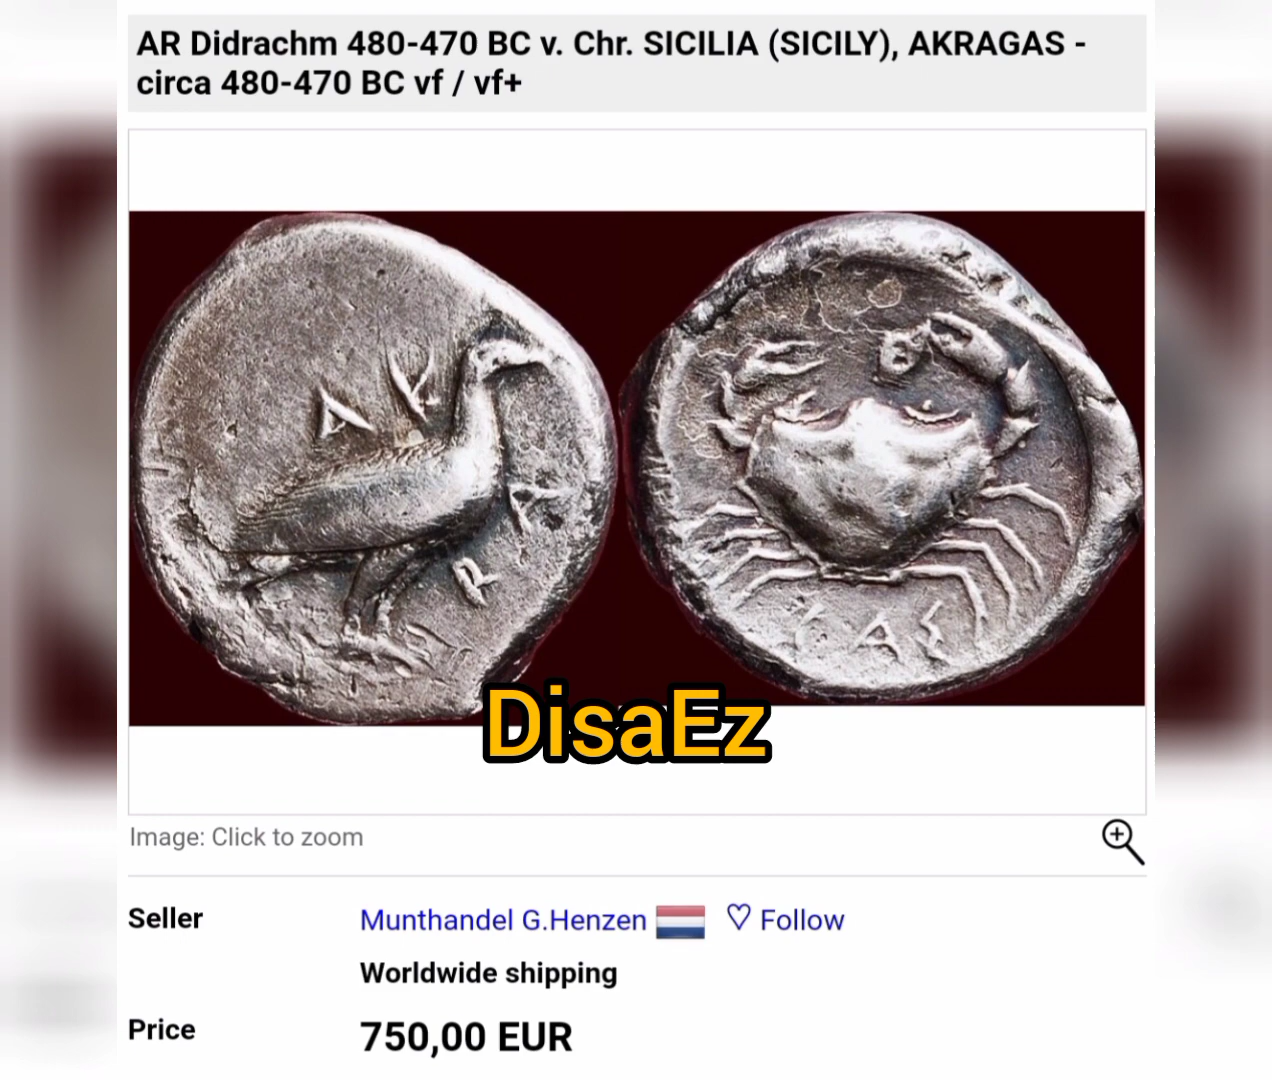 AR Didrachm 480-470 BC v. Chr. SICILIA (SICILY), AKRAGAS -
circa 480-470 BC vf / vf+
A K
A
R
ΑΣ
DisaEz
Image: Click to zoom
Seller
Munthandel G.Henzen ♡ Follow
Worldwide shipping
Price
750,00 EUR